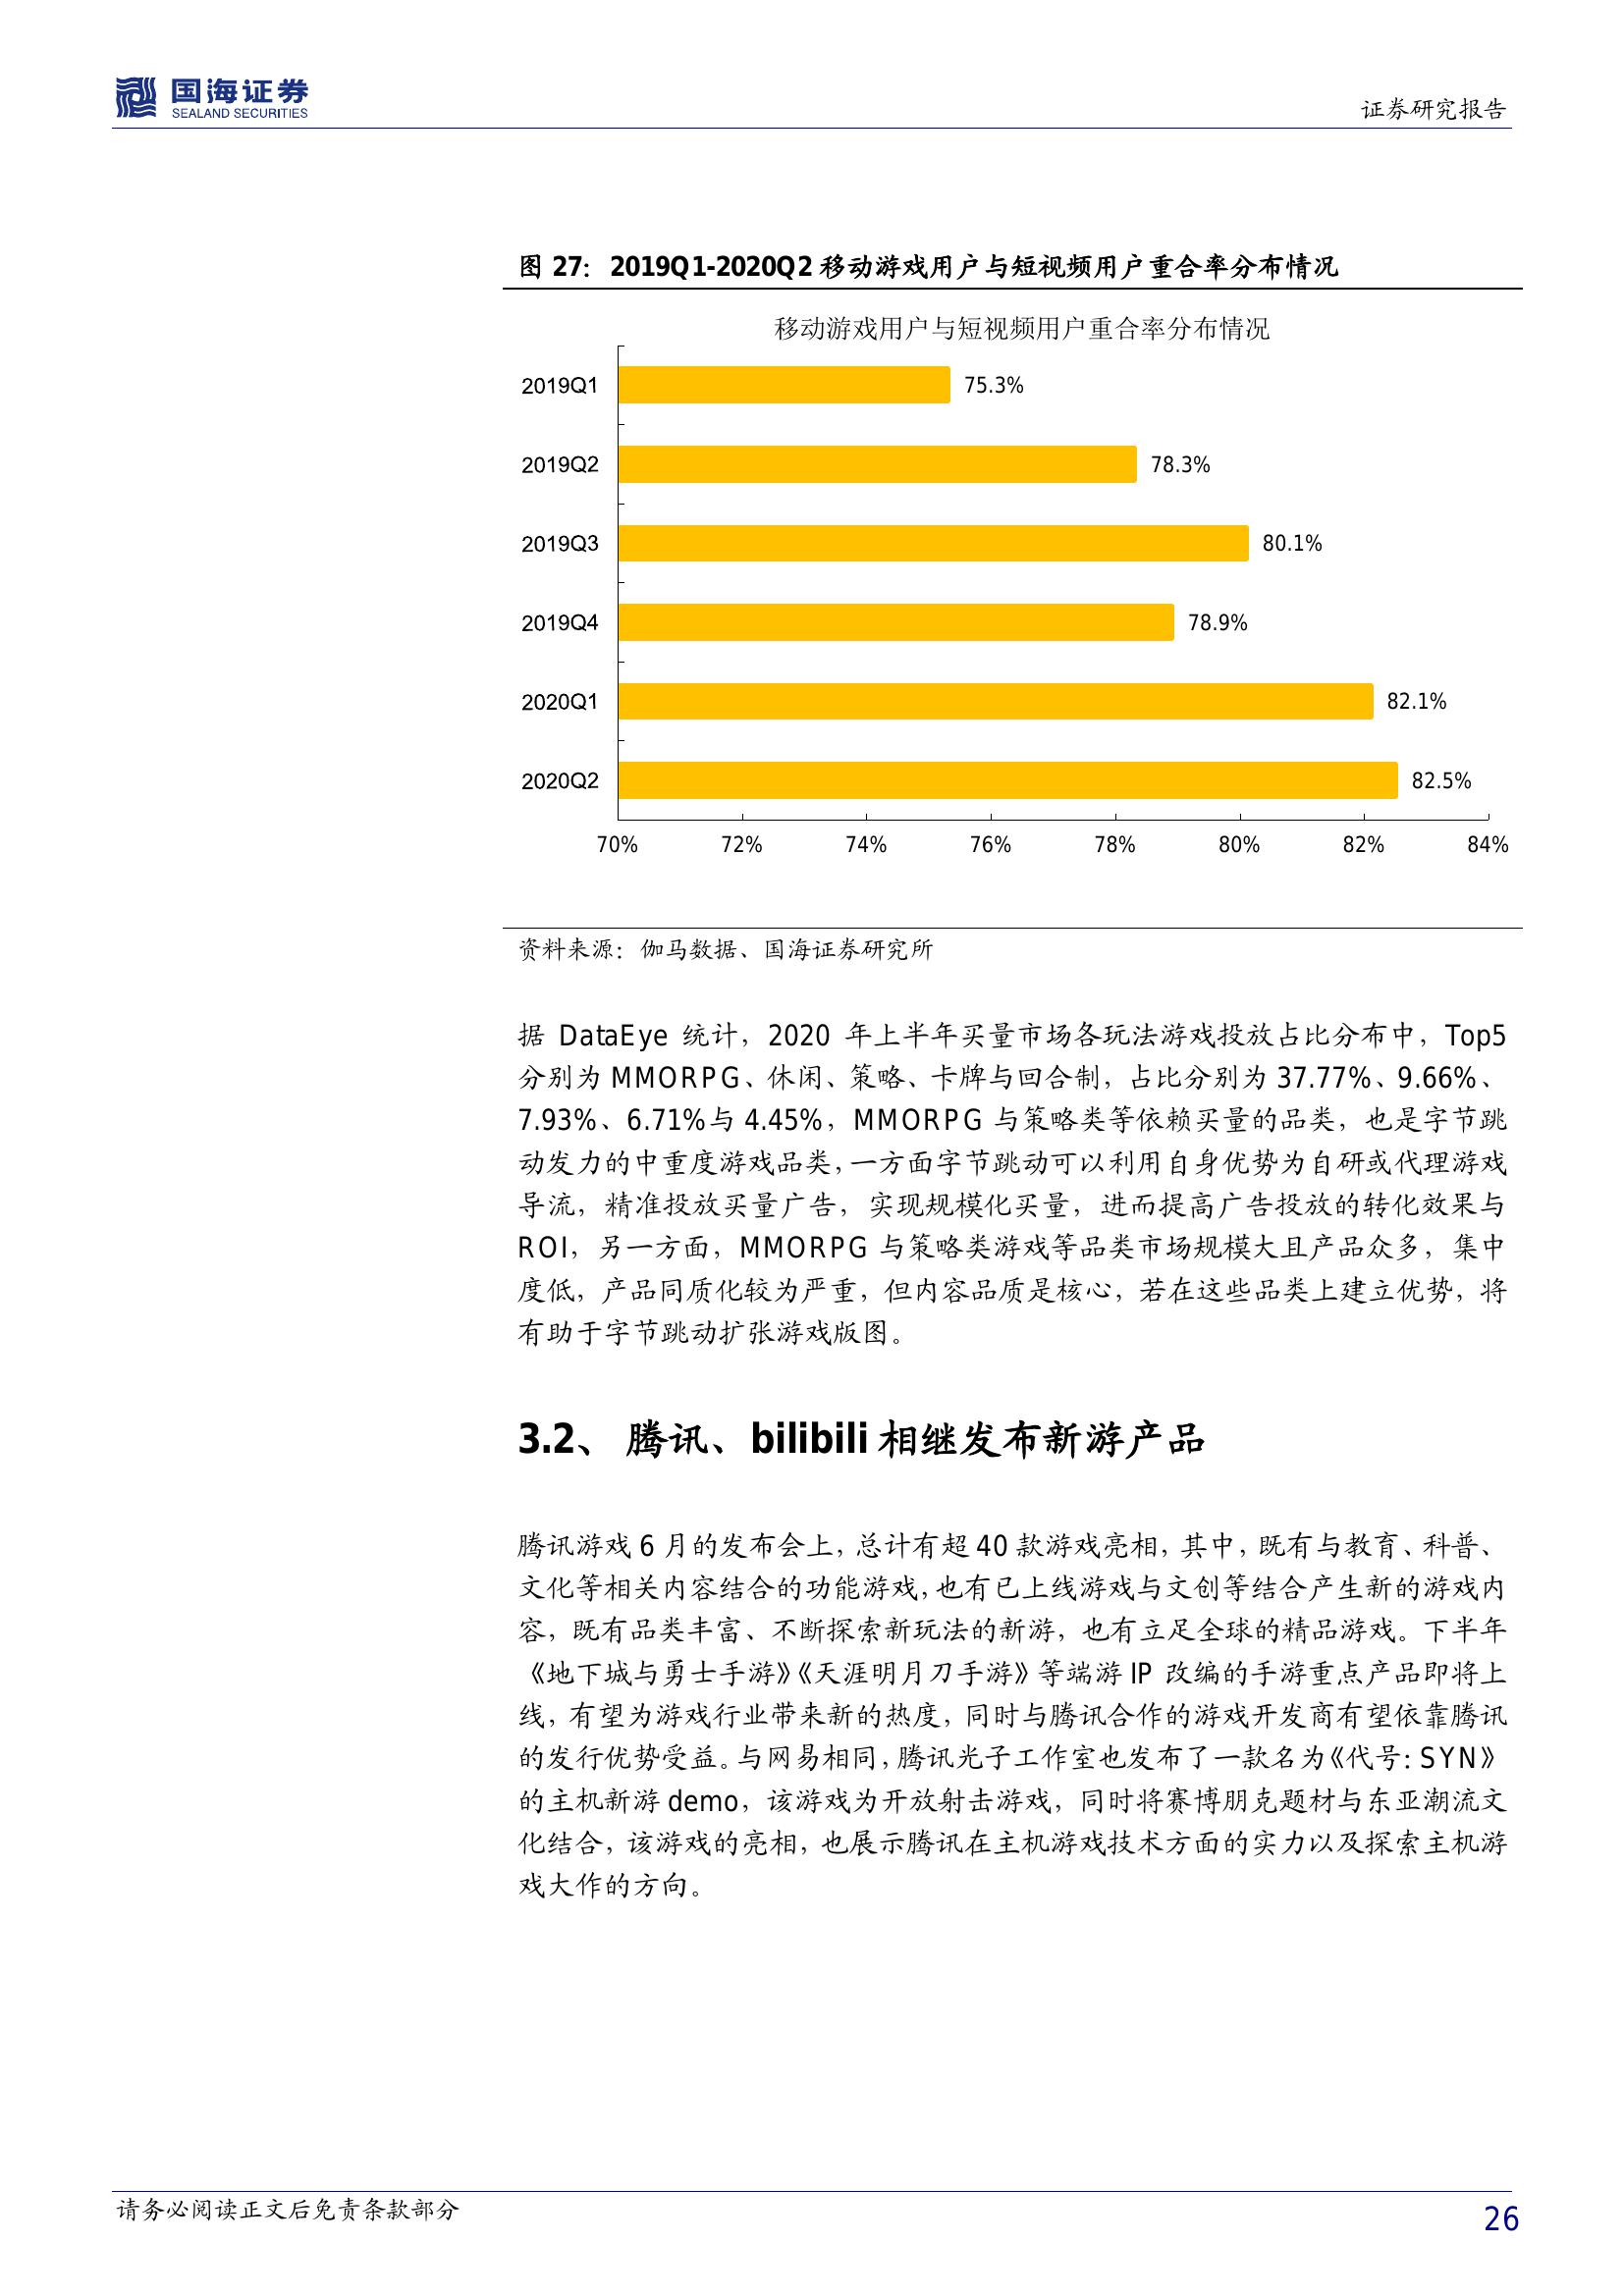 国海证券
SEALAND SECURITIES
证券研究报告
图 27：2019Q1-2020Q2 移动游戏用户与短视频用户重合率分布情况
移动游戏用户与短视频用户重合率分布情况
2019Q1 75.3%
2019Q2 78.3%
2019Q3 80.1%
2019Q4 78.9%
2020Q1 82.1%
2020Q2 82.5%
70% 72% 74% 76% 78% 80% 82% 84%
资料来源：伽马数据、国海证券研究所
据 DataEye 统计，2020 年上半年买量市场各玩法游戏投放占比分布中，Top5
分别为 MMORPG、休闲、策略、卡牌与回合制，占比分别为 37.77%、9.66%、
7.93%、6.71%与 4.45%，MMORPG 与策略类等依赖买量的品类，也是字节跳
动发力的中重度游戏品类，一方面字节跳动可以利用自身优势为自研或代理游戏
导流，精准投放买量广告，实现规模化买量，进而提高广告投放的转化效果与
ROI，另一方面，MMORPG 与策略类游戏等品类市场规模大且产品众多，集中
度低，产品同质化较为严重，但内容品质是核心，若在这些品类上建立优势，将
有助于字节跳动扩张游戏版图。
3.2、 腾讯、bilibili 相继发布新游产品
腾讯游戏 6 月的发布会上，总计有超 40 款游戏亮相，其中，既有与教育、科普、
文化等相关内容结合的功能游戏，也有已上线游戏与文创等结合产生新的游戏内
容，既有品类丰富、不断探索新玩法的新游，也有立足全球的精品游戏。下半年
《地下城与勇士手游》《天涯明月刀手游》等端游 IP 改编的手游重点产品即将上
线，有望为游戏行业带来新的热度，同时与腾讯合作的游戏开发商有望依靠腾讯
的发行优势受益。与网易相同，腾讯光子工作室也发布了一款名为《代号：SYN》
的主机新游 demo，该游戏为开放射击游戏，同时将赛博朋克题材与东亚潮流文
化结合，该游戏的亮相，也展示腾讯在主机游戏技术方面的实力以及探索主机游
戏大作的方向。
请务必阅读正文后免责条款部分
26